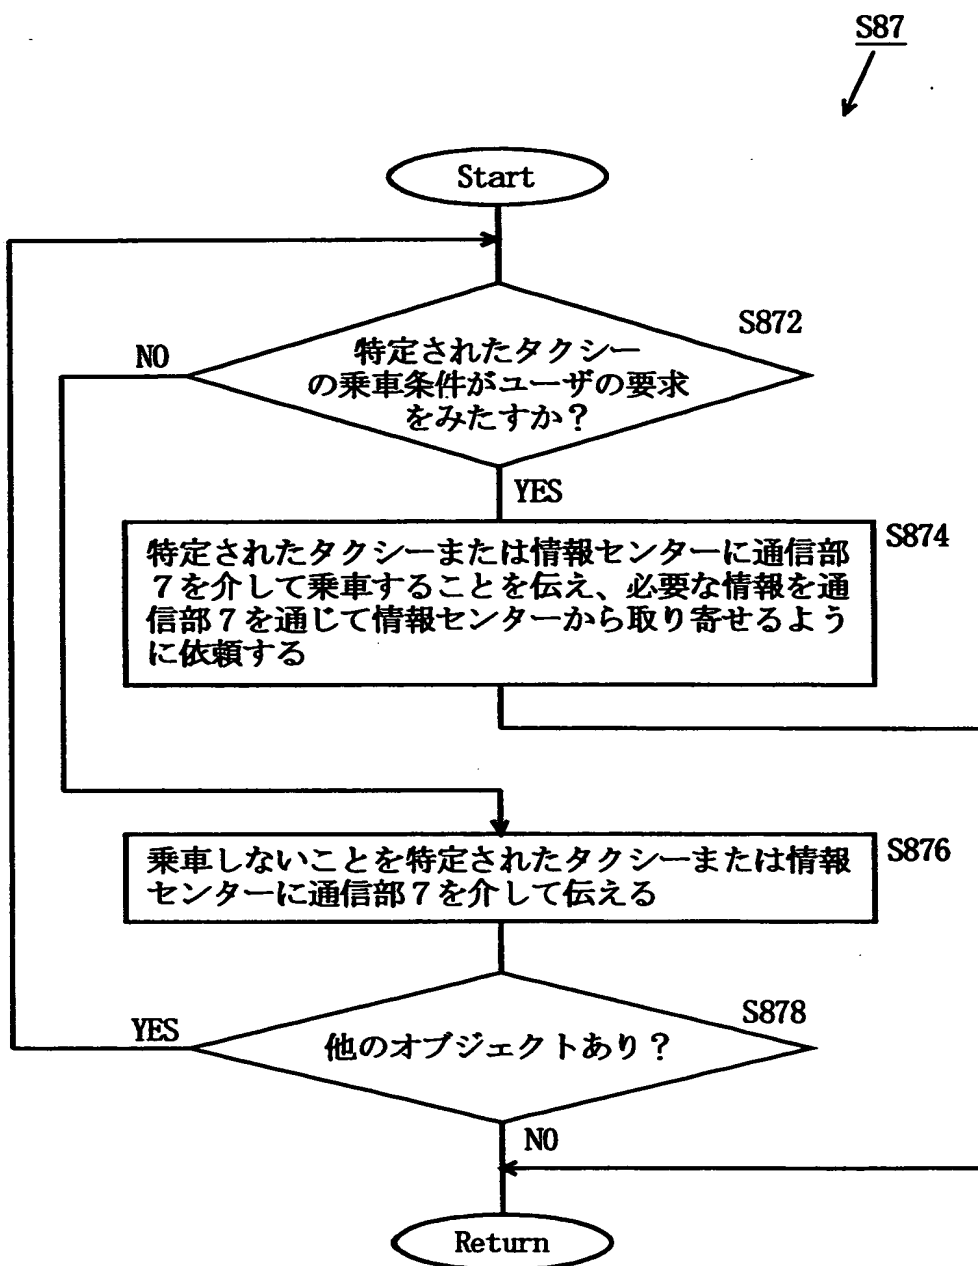 S87
Start
S872
NO
特定されたタクシー
の乗車条件がユーザの要求
をみたすか？
YES
S874
特定されたタクシーまたは情報センターに通信部
７を介して乗車することを伝え、必要な情報を通
信部７を通じて情報センターから取り寄せるよう
に依頼する
S876
乗車しないことを特定されたタクシーまたは情報
センターに通信部７を介して伝える
S878
YES
他のオブジェクトあり？
NO
Return